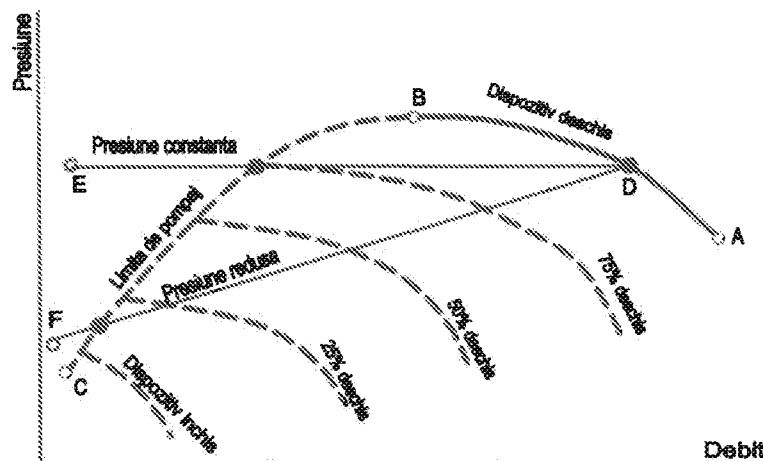 Presiune
B
Dispozitiv deschis
Presiune constanta
E
D
Limita de pompaj
A
Presiune redusa
75% deschis
50% deschis
F
25% deschis
C
Dispozitiv inchis
Debit